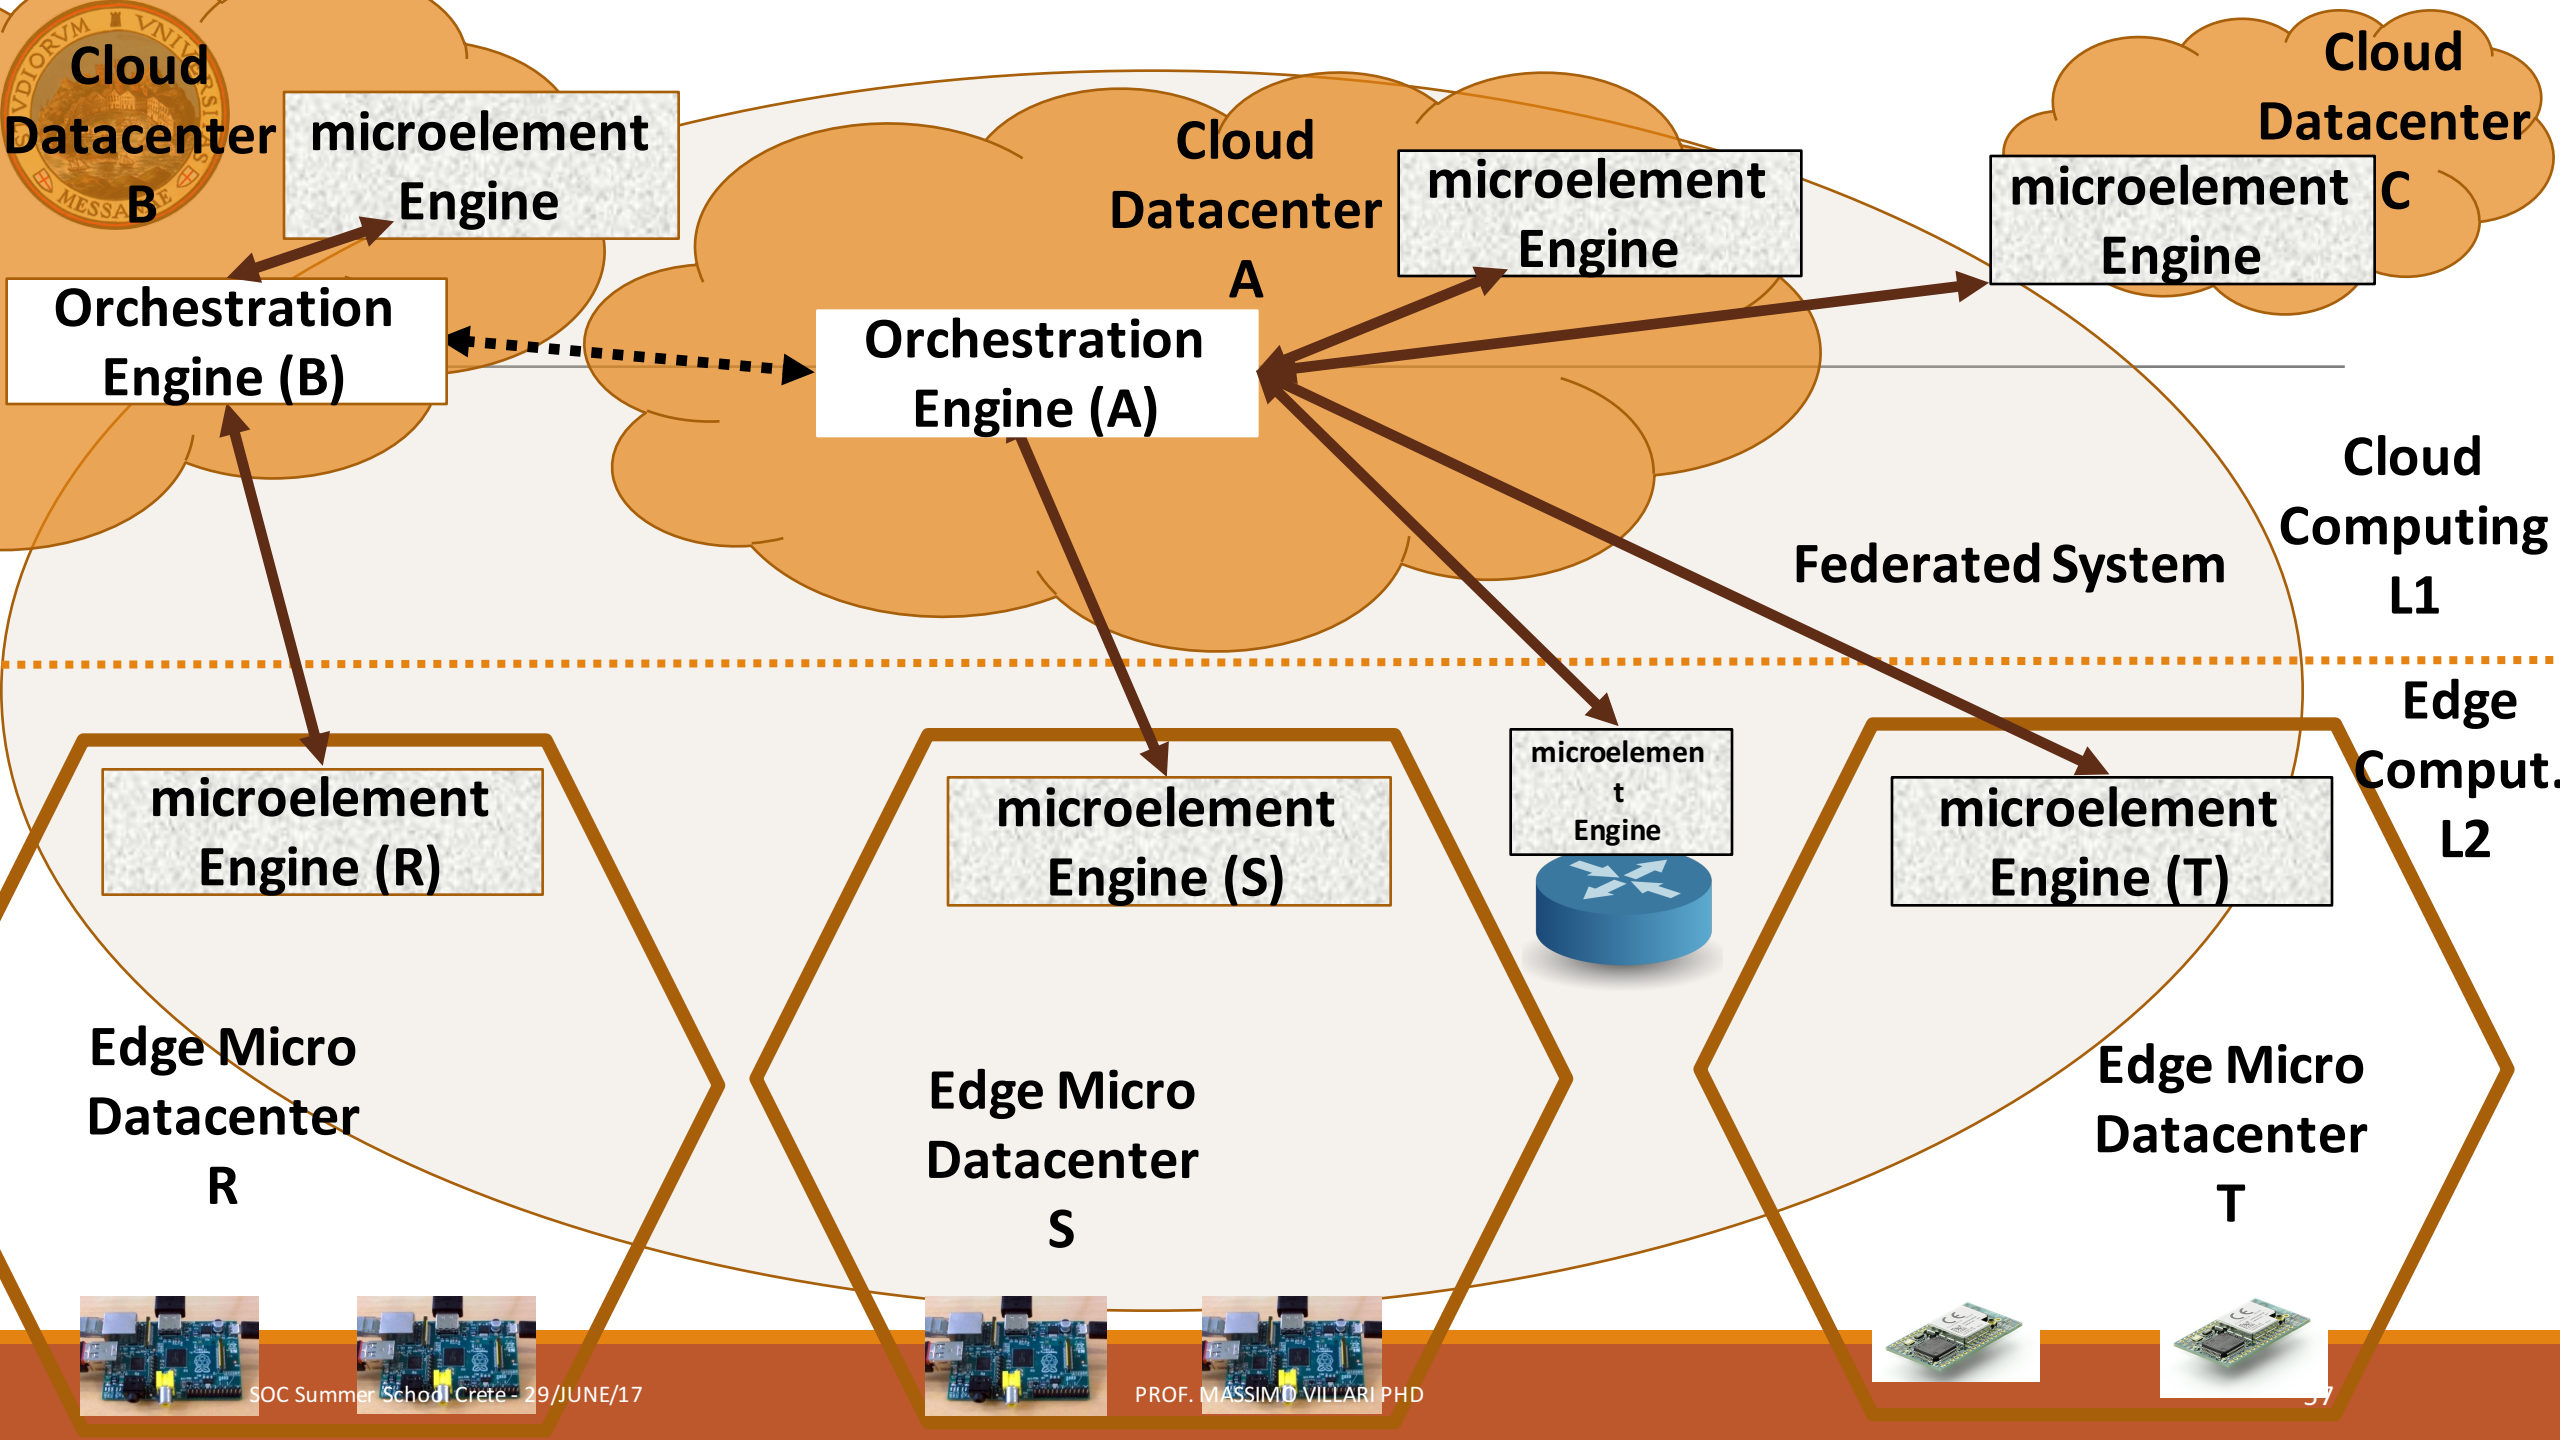 Cloud
Datacenter
B
microelement
Engine
Cloud
Datacenter
A
microelement
Engine
Cloud
Datacenter
C
microelement
Engine
Orchestration
Engine (B)
Orchestration
Engine (A)
Cloud
Computing
L1
Federated System
Edge
Comput.
L2
microelement
Engine (R)
microelement
Engine (S)
microelemen
t
Engine
microelement
Engine (T)
Edge Micro
Datacenter
R
Edge Micro
Datacenter
S
Edge Micro
Datacenter
T
SOC Summer School Crete - 29/JUNE/17
PROF. MASSIMO VILLARI PHD